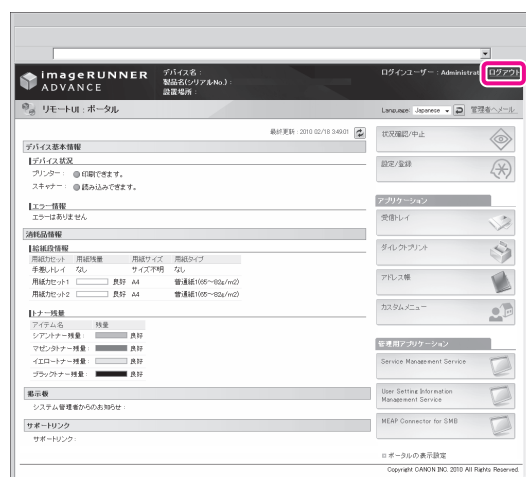 imageRUNNER
ADVANCE
デバイス名 :
製品名(シリアルNo.) :
設置場所 :
ログインユーザー : Administrat
ログアウト
リモートUI : ポータル
Language: Japanese
管理者へメール
最終更新 : 2010 02/18 3:49:01
デバイス基本情報
デバイス状況
プリンター : 印刷できます。
スキャナー : 読み込みできます。
エラー情報
エラーはありません
消耗品情報
給紙段情報
用紙カセット 用紙残量 用紙サイズ 用紙タイプ
手差しトレイ なし サイズ不明 なし
用紙カセット1 良好 A4 普通紙1(65~82g/m2)
用紙カセット2 良好 A4 普通紙1(65~82g/m2)
トナー残量
アイテム名 残量
シアントナー残量 : 良好
マゼンタトナー残量 : 良好
イエロートナー残量 : 良好
ブラックトナー残量 : 良好
掲示板
システム管理者からのお知らせ :
サポートリンク
サポートリンク:
状況確認/中止
設定/登録
アプリケーション
受信トレイ
ダイレクトプリント
アドレス帳
カスタムメニュー
管理用アプリケーション
Service Management Service
User Setting Information
Management Service
MEAP Connector for SMB
ポータルの表示設定
Copyright CANON INC. 2010 All Rights Reserved.